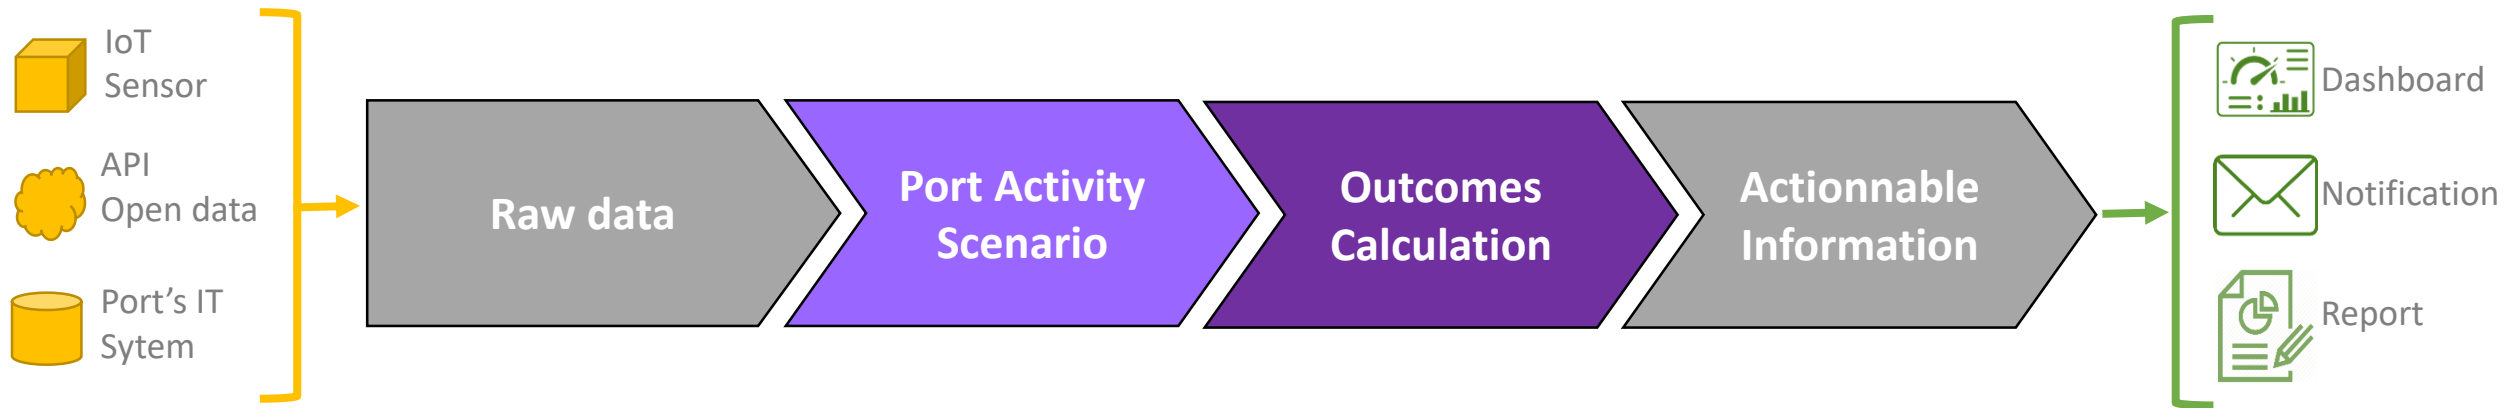 IoT
Sensor
API
Open data
Port's IT
Sytem
Raw data
Port Activity
Scenario
Outcomes
Calculation
Actionnable
Information
Dashboard
Notification
Report